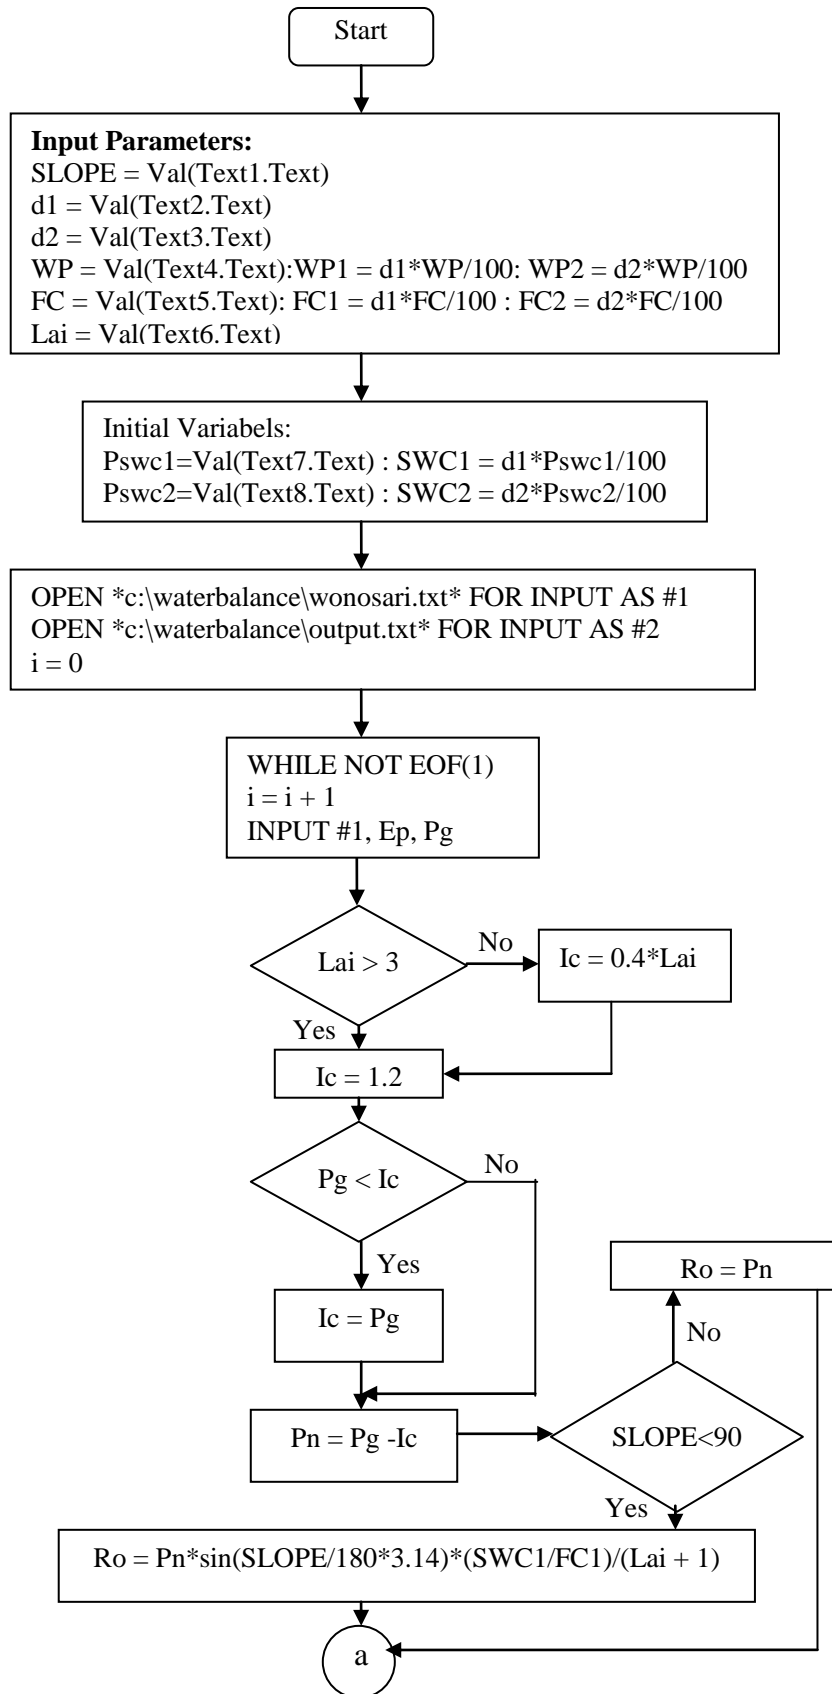 Start
Input Parameters:
SLOPE = Val(Text1.Text)
d1 = Val(Text2.Text)
d2 = Val(Text3.Text)
WP = Val(Text4.Text):WP1 = d1*WP/100: WP2 = d2*WP/100
FC = Val(Text5.Text): FC1 = d1*FC/100 : FC2 = d2*FC/100
Lai = Val(Text6.Text)
Initial Variabels:
Pswc1=Val(Text7.Text) : SWC1 = d1*Pswc1/100
Pswc2=Val(Text8.Text) : SWC2 = d2*Pswc2/100
OPEN *c:\waterbalance\wonosari.txt* FOR INPUT AS #1
OPEN *c:\waterbalance\output.txt* FOR INPUT AS #2
i = 0
WHILE NOT EOF(1)
i = i + 1
INPUT #1, Ep, Pg
Lai > 3
No
Ic = 0.4*Lai
Yes
Ic = 1.2
Pg < Ic
No
Yes
Ic = Pg
Ro = Pn
No
Pn = Pg -Ic
SLOPE<90
Yes
Ro = Pn*sin(SLOPE/180*3.14)*(SWC1/FC1)/(Lai + 1)
a